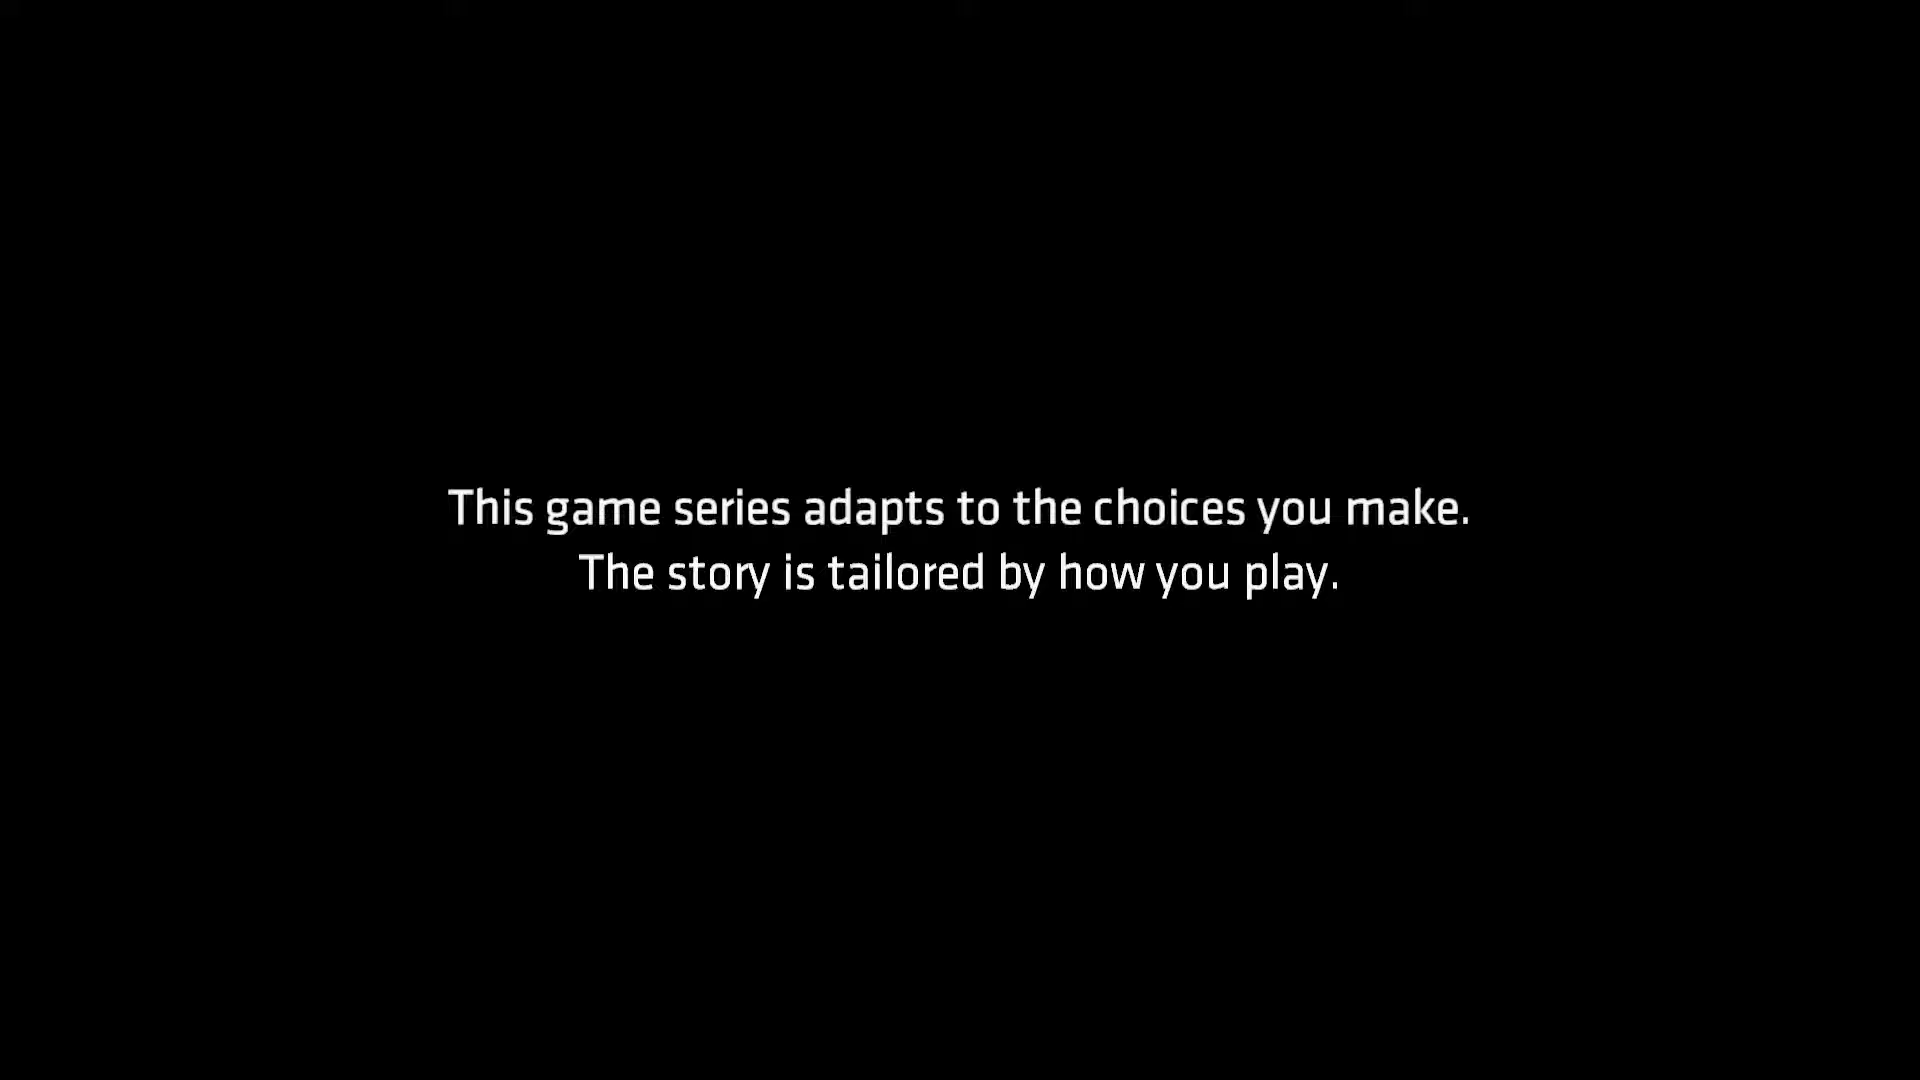 This game series adapts to the choices you make.
The story is tailored by how you play.